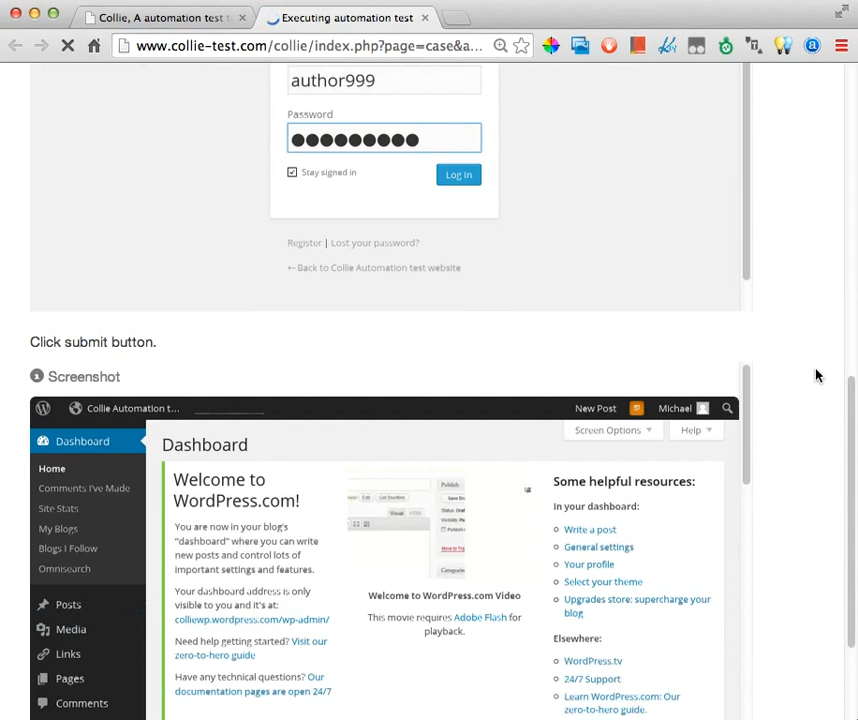 Collie, A automation test t
Executing automation test
www.collie-test.com/collie/index.php?page=case&a...
author999
Password
Stay signed in
Log In
Register | Lost your password?
← Back to Collie Automation test website
Click submit button.
Screenshot
Collie Automation t...
New Post
Michael
Dashboard
Dashboard
Screen Options
Help
Home
Comments I've Made
Site Stats
My Blogs
Blogs I Follow
Omnisearch
Posts
Media
Links
Pages
Comments
Welcome to
WordPress.com!
You are now in your blog's
"dashboard" where you can write
new posts and control lots of
important settings and features.
Your dashboard address is only
visible to you and it's at:
colliewp.wordpress.com/wp-admin/
Need help getting started? Visit our
zero-to-hero guide
Have any technical questions? Our
documentation pages are open 24/7
Edit
Get Shortlink
Visual
HTML
Publish
Welcome to WordPress.com Video
This movie requires Adobe Flash for
playback.
Some helpful resources:
In your dashboard:
Write a post
General settings
Your profile
Select your theme
Upgrades store: supercharge your
blog
Elsewhere:
WordPress.tv
24/7 Support
Learn WordPress.com: Our
zero-to-hero guide.